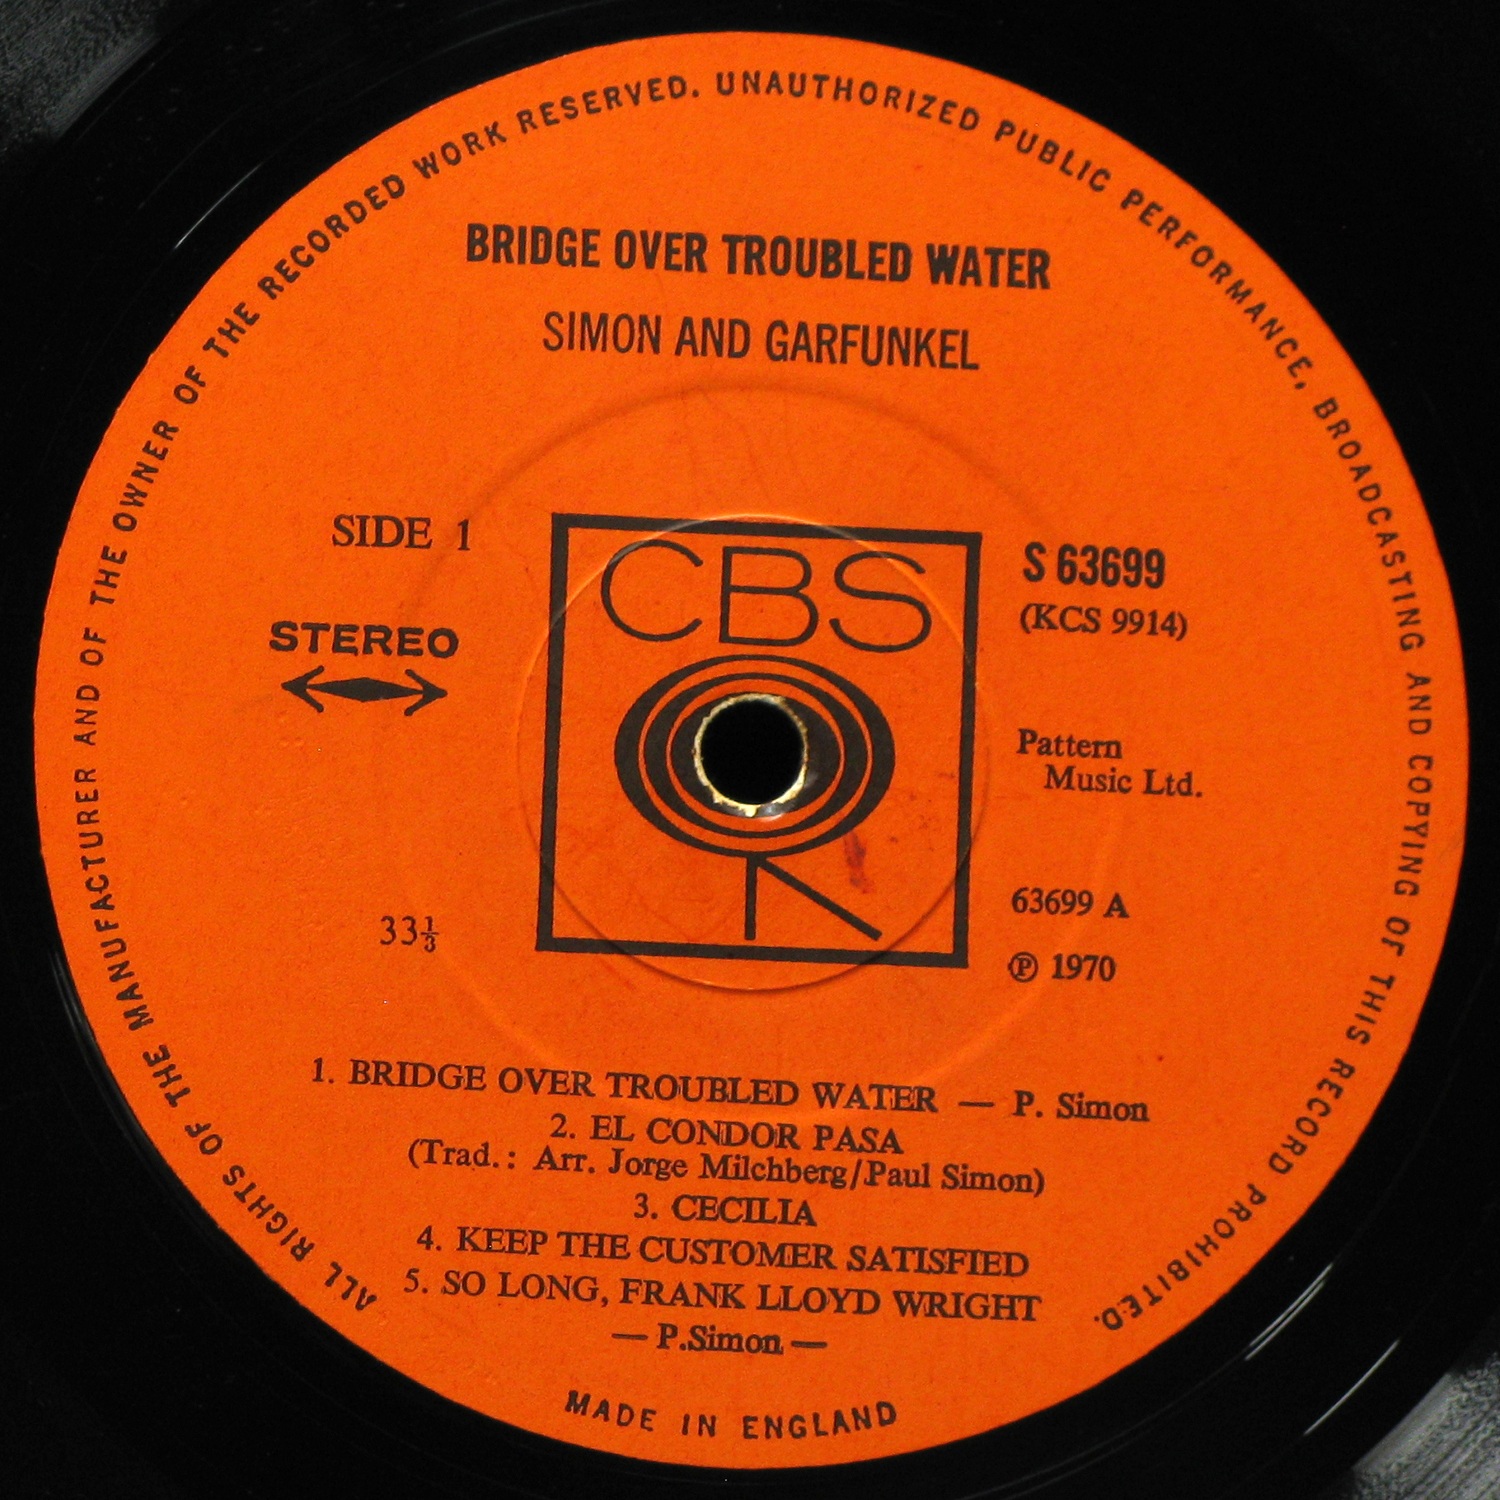 ALL RIGHTS OF THE MANUFACTURER AND OF THE OWNER OF THE RECORDED WORK RESERVED. UNAUTHORIZED PUBLIC PERFORMANCE, BROADCASTING AND COPYING OF THIS RECORD PROHIBITED.
BRIDGE OVER TROUBLED WATER
SIMON AND GARFUNKEL
SIDE 1
STEREO
33⅓
CBS
S 63699
(KCS 9914)
Pattern
Music Ltd.
63699 A
℗ 1970
1. BRIDGE OVER TROUBLED WATER — P. Simon
2. EL CONDOR PASA
(Trad.: Arr. Jorge Milchberg/Paul Simon)
3. CECILIA
4. KEEP THE CUSTOMER SATISFIED
5. SO LONG, FRANK LLOYD WRIGHT
— P.Simon —
MADE IN ENGLAND